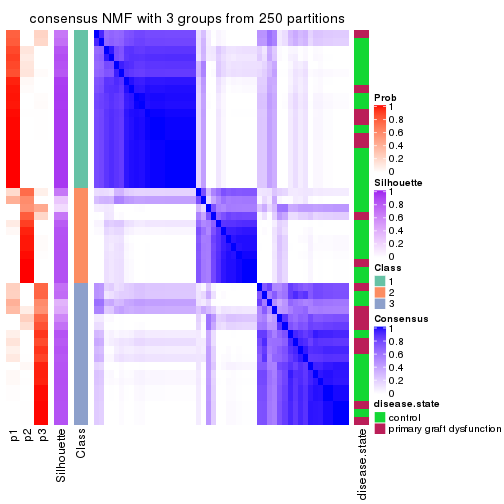 consensus NMF with 3 groups from 250 partitions
Prob
1
0.8
0.6
0.4
0.2
0
Silhouette
1
0.8
0.6
0.4
0.2
0
Class
1
2
3
Consensus
1
0.8
0.6
0.4
0.2
0
disease.state
control
primary graft dysfunction
p1
p2
p3
Silhouette
Class
disease.state